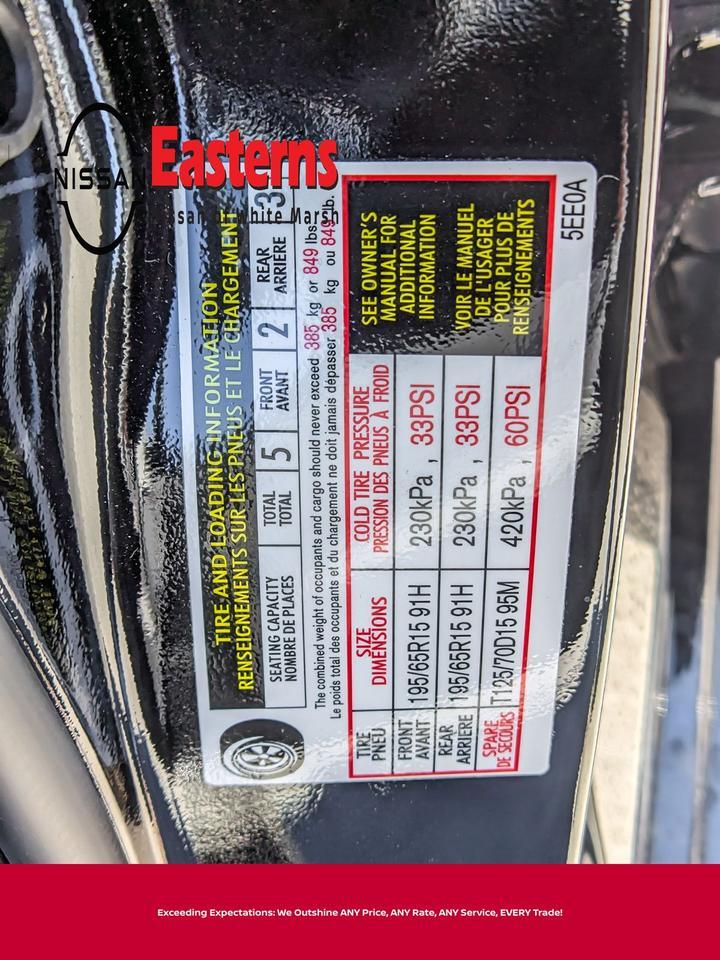 NISSAN
Easterns
Nissan of White Marsh
TIRE AND LOADING INFORMATION
RENSEIGNEMENTS SUR LES PNEUS ET LE CHARGEMENT
SEATING CAPACITY
NOMBRE DE PLACES
TOTAL
TOTAL
5
FRONT
AVANT
2
REAR
ARRIÈRE
3
The combined weight of occupants and cargo should never exceed 385 kg or 849 lbs.
Le poids total des occupants et du chargement ne doit jamais dépasser 385 kg ou 849 lb.
TIRE
PNEU
SIZE
DIMENSIONS
COLD TIRE PRESSURE
PRESSION DES PNEUS À FROID
FRONT
AVANT
195/65R15 91H
230kPa , 33PSI
REAR
ARRIÈRE
195/65R15 91H
230kPa , 33PSI
SPARE
DE SECOURS
T125/70D15 95M
420kPa , 60PSI
SEE OWNER'S
MANUAL FOR
ADDITIONAL
INFORMATION
VOIR LE MANUEL
DE L'USAGER
POUR PLUS DE
RENSEIGNEMENTS
5EE0A
Exceeding Expectations: We Outshine ANY Price, ANY Rate, ANY Service, EVERY Trade!